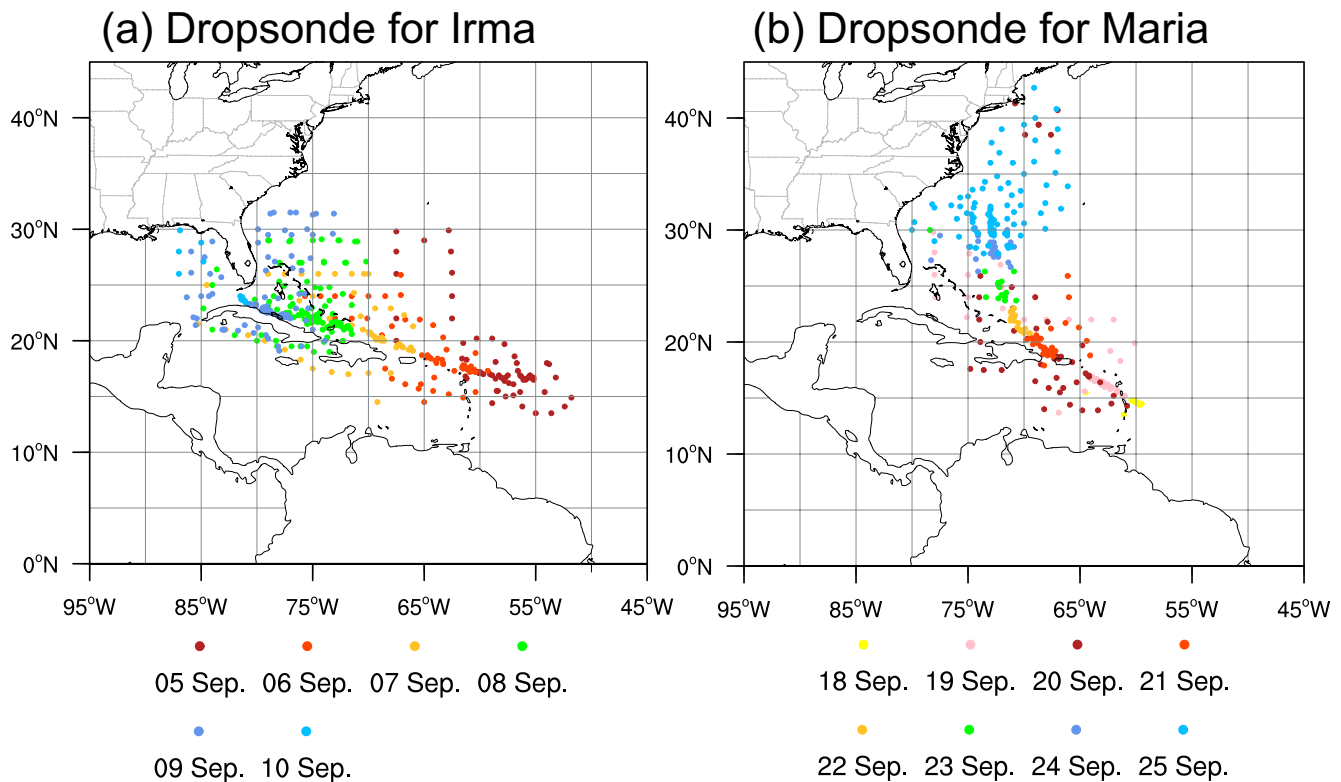 (a) Dropsonde for Irma
(b) Dropsonde for Maria
40°N
30°N
20°N
10°N
0°N
95°W 85°W 75°W 65°W 55°W 45°W
40°N
30°N
20°N
10°N
0°N
95°W 85°W 75°W 65°W 55°W 45°W
05 Sep. 06 Sep. 07 Sep. 08 Sep.
09 Sep. 10 Sep.
18 Sep. 19 Sep. 20 Sep. 21 Sep.
22 Sep. 23 Sep. 24 Sep. 25 Sep.